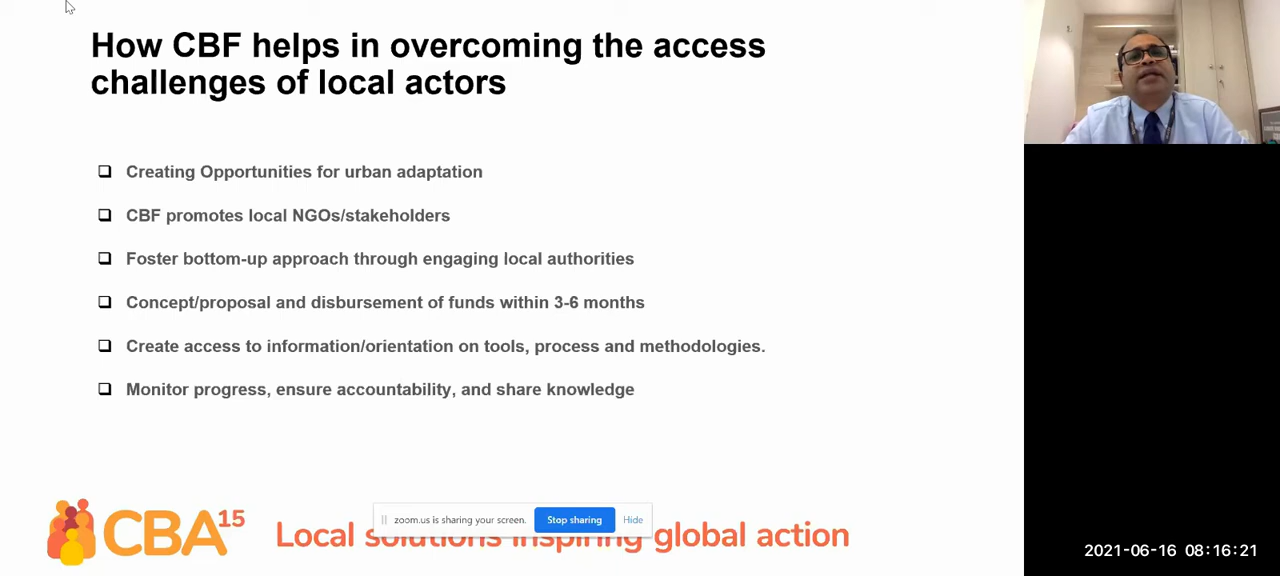 How CBF helps in overcoming the access
challenges of local actors
Creating Opportunities for urban adaptation
CBF promotes local NGOs/stakeholders
Foster bottom-up approach through engaging local authorities
Concept/proposal and disbursement of funds within 3-6 months
Create access to information/orientation on tools, process and methodologies.
Monitor progress, ensure accountability, and share knowledge
CBA15
zoom.us is sharing your screen. Stop sharing Hide
Local solutions inspiring global action
2021-06-16 08:16:21